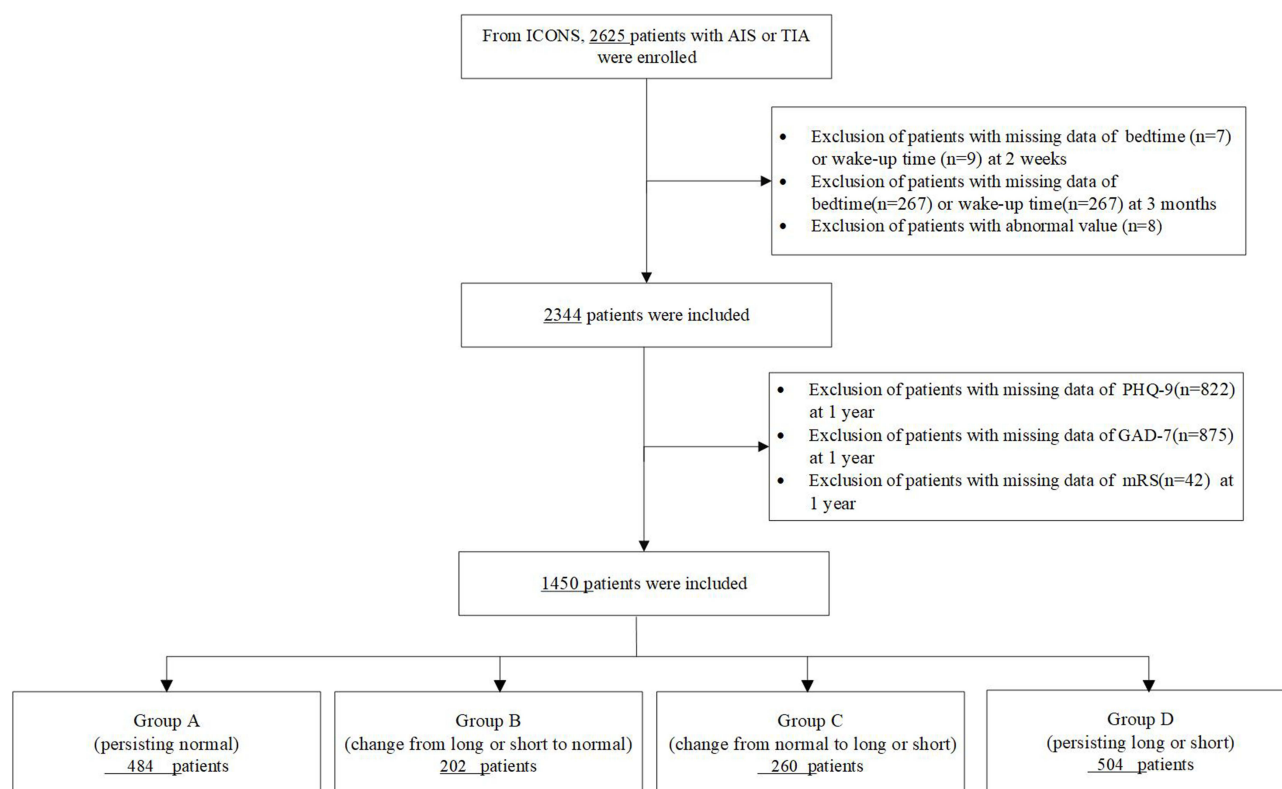 From ICONS, 2625 patients with AIS or TIA
were enrolled
• Exclusion of patients with missing data of bedtime (n=7)
or wake-up time (n=9) at 2 weeks
• Exclusion of patients with missing data of
bedtime(n=267) or wake-up time(n=267) at 3 months
• Exclusion of patients with abnormal value (n=8)
2344 patients were included
• Exclusion of patients with missing data of PHQ-9(n=822)
at 1 year
• Exclusion of patients with missing data of GAD-7(n=875)
at 1 year
• Exclusion of patients with missing data of mRS(n=42) at
1 year
1450 patients were included
Group A
(persisting normal)
484 patients
Group B
(change from long or short to normal)
202 patients
Group C
(change from normal to long or short)
260 patients
Group D
(persisting long or short)
504 patients